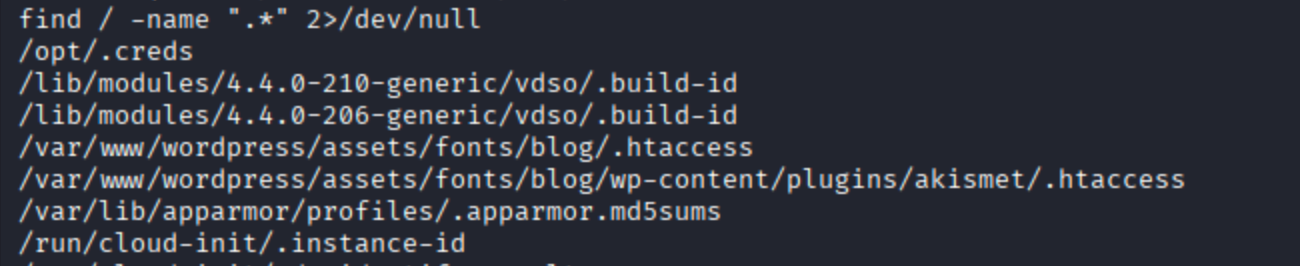 find / -name ".*" 2>/dev/null
/opt/.creds
/lib/modules/4.4.0-210-generic/vdso/.build-id
/lib/modules/4.4.0-206-generic/vdso/.build-id
/var/www/wordpress/assets/fonts/blog/.htaccess
/var/www/wordpress/assets/fonts/blog/wp-content/plugins/akismet/.htaccess
/var/lib/apparmor/profiles/.apparmor.md5sums
/run/cloud-init/.instance-id